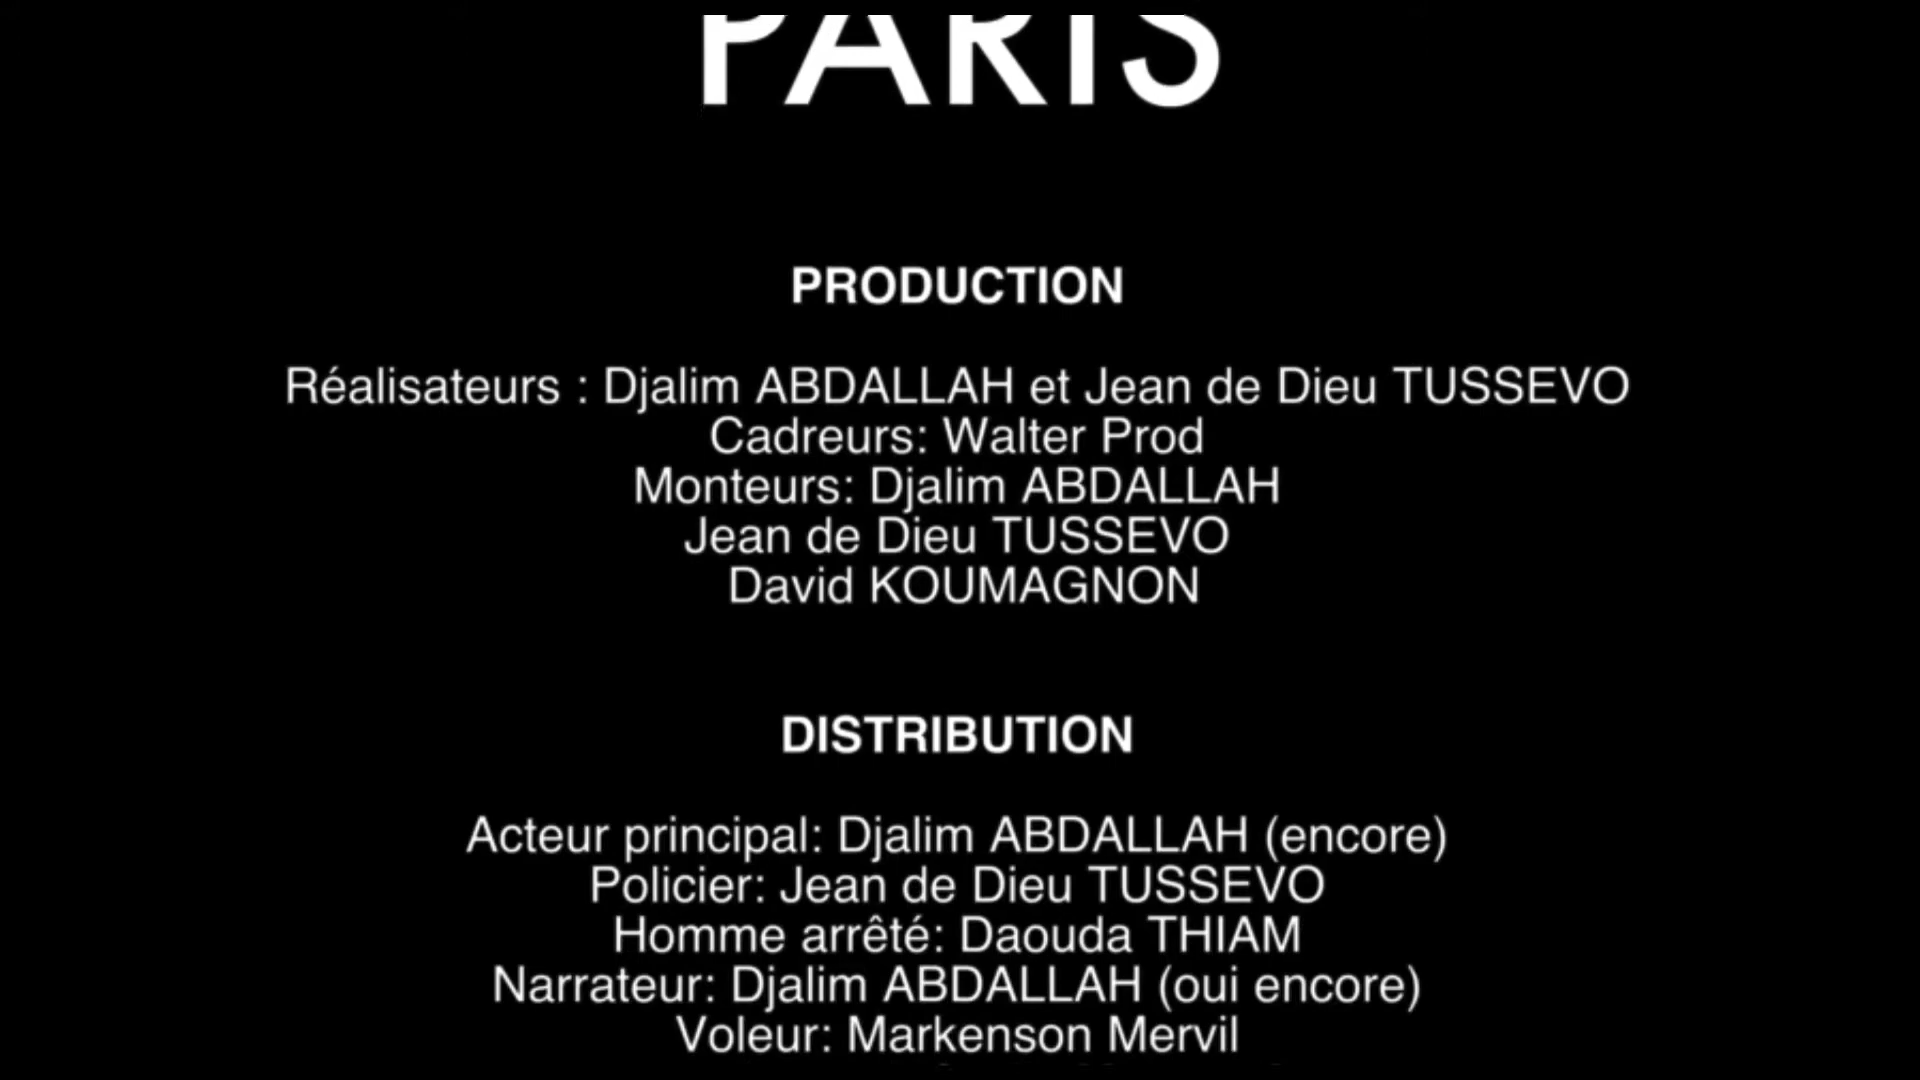 PARIS
PRODUCTION
Réalisateurs : Djalim ABDALLAH et Jean de Dieu TUSSEVO
Cadreurs: Walter Prod
Monteurs: Djalim ABDALLAH
Jean de Dieu TUSSEVO
David KOUMAGNON
DISTRIBUTION
Acteur principal: Djalim ABDALLAH (encore)
Policier: Jean de Dieu TUSSEVO
Homme arrêté: Daouda THIAM
Narrateur: Djalim ABDALLAH (oui encore)
Voleur: Markenson Mervil